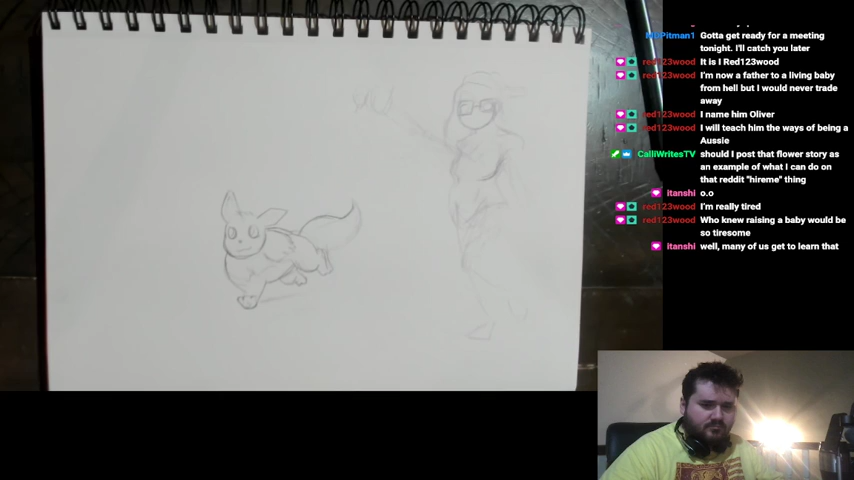 Gotta get ready for a meeting
tonight. I'll catch you later
red123wood It is I Red123wood
red123wood I'm now a father to a living baby
from hell but I would never trade
away
red123wood I name him Oliver
red123wood I will teach him the ways of being a
Aussie
CalliWritesTV should I post that flower story as
an example of what I can do on
that reddit "hireme" thing
itanshi o.o
red123wood I'm really tired
red123wood Who knew raising a baby would be
so tiresome
itanshi well, many of us get to learn that